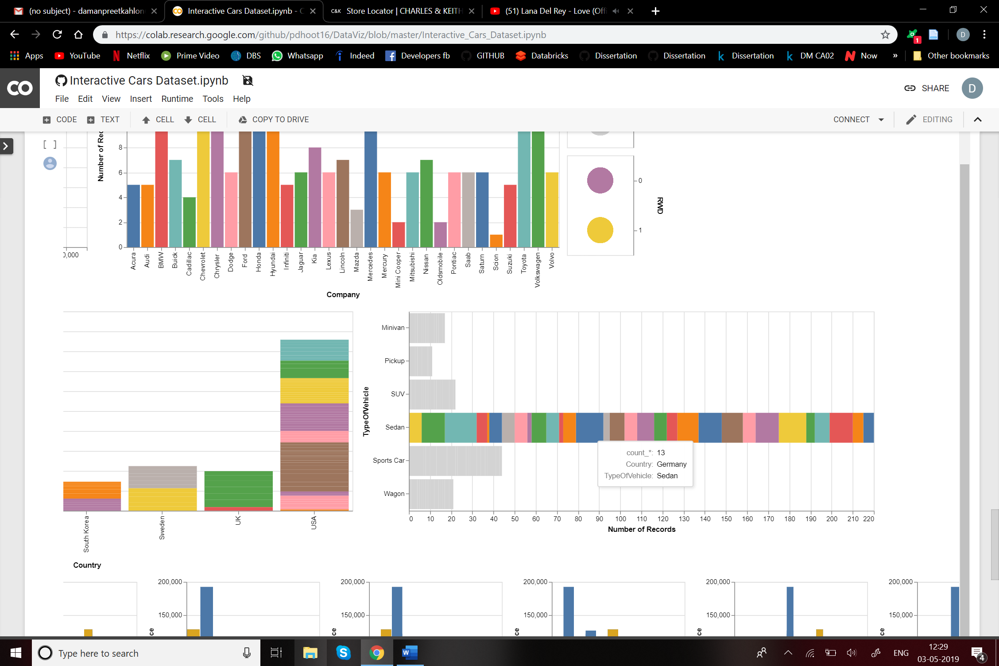 (no subject) - damanpreetkahlon
Interactive Cars Dataset.ipynb - C
C&K Store Locator | CHARLES & KEITH
(51) Lana Del Rey - Love (Offi
https://colab.research.google.com/github/pdhoot16/DataViz/blob/master/Interactive_Cars_Dataset.ipynb
D
1
Apps YouTube Netflix Prime Video DBS Whatsapp Indeed Developers fb GITHUB Databricks Dissertation Dissertation Dissertation DM CA02 Now » Other bookmarks
CO
Interactive Cars Dataset.ipynb
SHARE
D
File Edit View Insert Runtime Tools Help
CODE TEXT CELL CELL COPY TO DRIVE CONNECT EDITING
[ ]
Number of Rec
8
6
4
2
0
0,000
Acura
Audi
BMW
Buick
Cadillac
Chevrolet
Chrysler
Dodge
Ford
Honda
Hyundai
Infiniti
Jaguar
Kia
Lexus
Lincoln
Mazda
Mercedes
Mercury
Mini Cooper
Mitsubishi
Nissan
Oldsmobile
Pontiac
Saab
Saturn
Scion
Suzuki
Toyota
Volkswagen
Volvo
Company
0
1
RWD
South Korea
Sweden
UK
USA
Country
TypeOfVehicle
Minivan
Pickup
SUV
Sedan
Sports Car
Wagon
count_*: 13
Country: Germany
TypeOfVehicle: Sedan
0 10 20 30 40 50 60 70 80 90 100 110 120 130 140 150 160 170 180 190 200 210 220
Number of Records
200,000 200,000 200,000 200,000 200,000
150,000 150,000 150,000 150,000 150,000
ce ce ce ce ce
Type here to search
ENG
12:29
03-05-2019
4